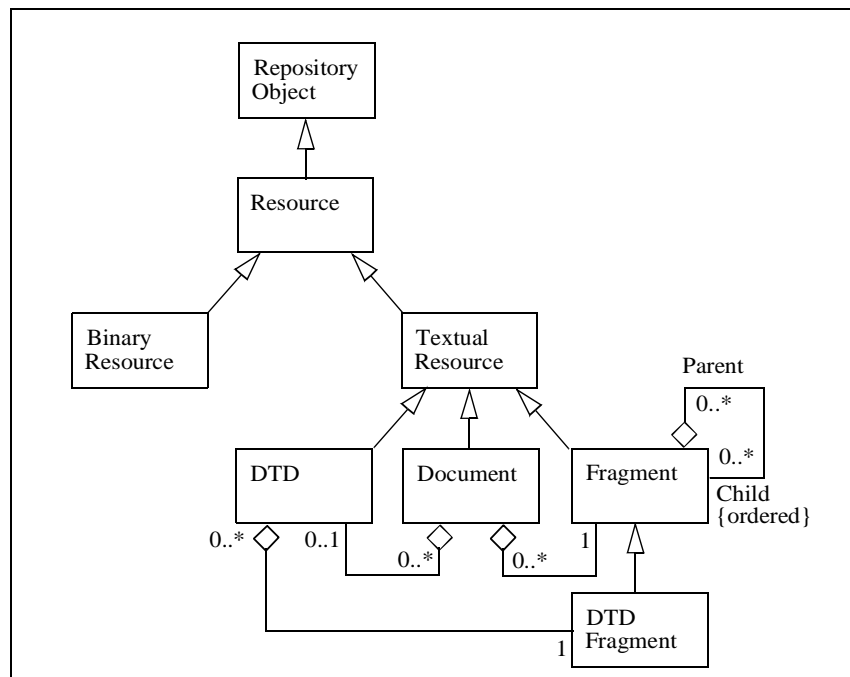 Repository
Object
Resource
Binary
Resource
Textual
Resource
Parent
0..*
0..*
DTD
Document
Fragment
Child
{ordered}
0..*
0..1
0..*
0..*
1
DTD
Fragment
1